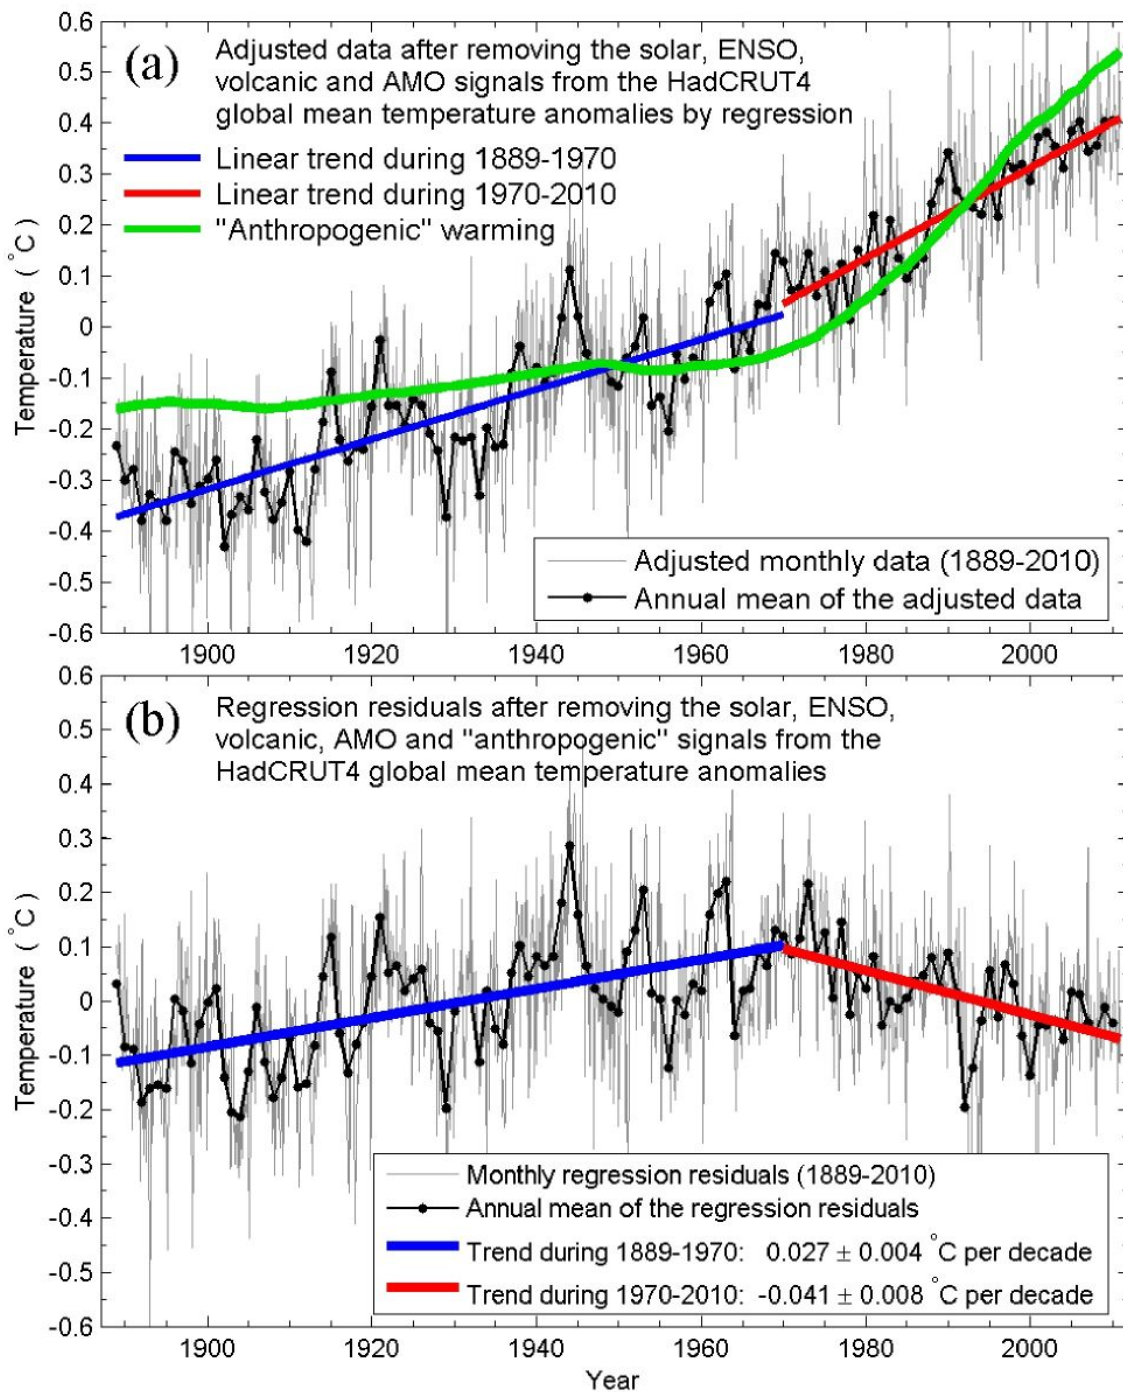 (a)
Adjusted data after removing the solar, ENSO,
volcanic and AMO signals from the HadCRUT4
global mean temperature anomalies by regression
Linear trend during 1889-1970
Linear trend during 1970-2010
"Anthropogenic" warming
Temperature ( °C )
0.6
0.5
0.4
0.3
0.2
0.1
0
-0.1
-0.2
-0.3
-0.4
-0.5
-0.6
Adjusted monthly data (1889-2010)
Annual mean of the adjusted data
1900 1920 1940 1960 1980 2000
(b)
Regression residuals after removing the solar, ENSO,
volcanic, AMO and "anthropogenic" signals from the
HadCRUT4 global mean temperature anomalies
Temperature ( °C )
0.6
0.5
0.4
0.3
0.2
0.1
0
-0.1
-0.2
-0.3
-0.4
-0.5
-0.6
Monthly regression residuals (1889-2010)
Annual mean of the regression residuals
Trend during 1889-1970: 0.027 ± 0.004 °C per decade
Trend during 1970-2010: -0.041 ± 0.008 °C per decade
1900 1920 1940 1960 1980 2000
Year